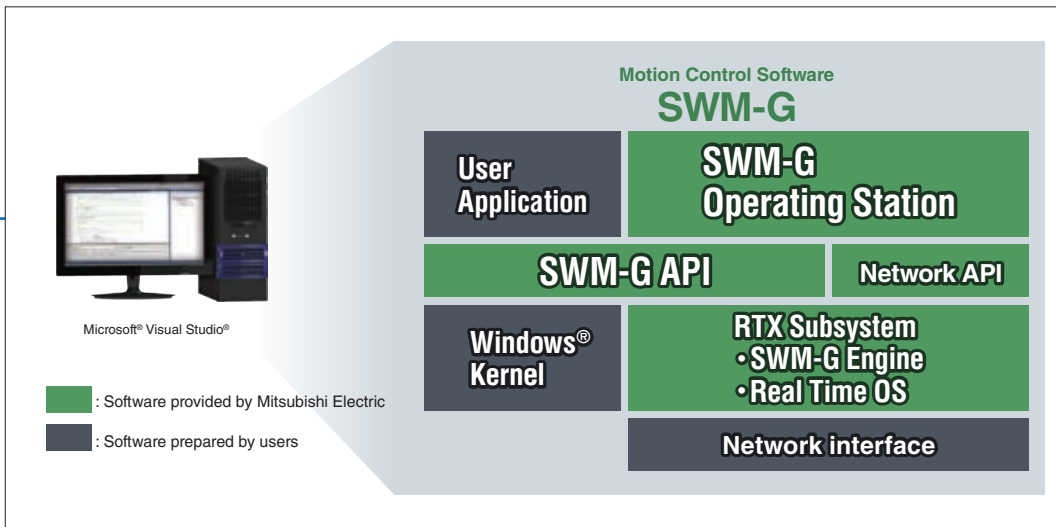 Motion Control Software
SWM-G
User
Application
SWM-G
Operating Station
SWM-G API
Network API
Microsoft® Visual Studio®
Windows®
Kernel
RTX Subsystem
•SWM-G Engine
•Real Time OS
: Software provided by Mitsubishi Electric
: Software prepared by users
Network interface